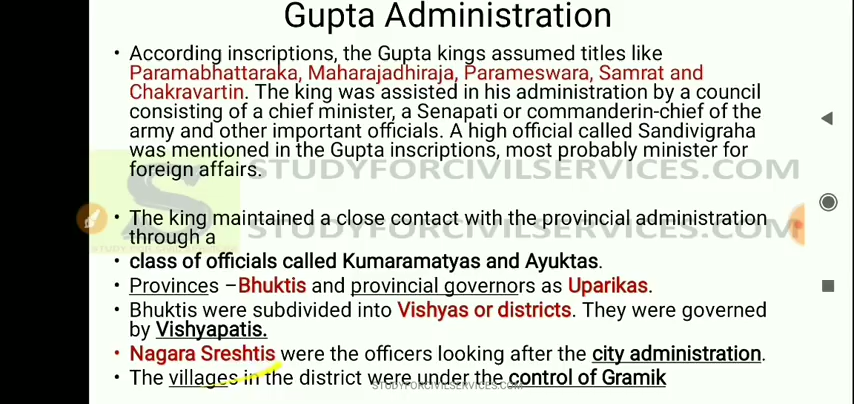 Gupta Administration
• According inscriptions, the Gupta kings assumed titles like
Paramabhattaraka, Maharajadhiraja, Parameswara, Samrat and
Chakravartin. The king was assisted in his administration by a council
consisting of a chief minister, a Senapati or commanderin-chief of the
army and other important officials. A high official called Sandivigraha
was mentioned in the Gupta inscriptions, most probably minister for
foreign affairs.
STUDYFORCIVILSERVICES.COM
• The king maintained a close contact with the provincial administration
through a
STUDYFORCIVILSERVICES.COM
• class of officials called Kumaramatyas and Ayuktas.
• Provinces –Bhuktis and provincial governors as Uparikas.
• Bhuktis were subdivided into Vishyas or districts. They were governed
by Vishyapatis.
• Nagara Sreshtis were the officers looking after the city administration.
• The villages in the district were under the control of Gramik
STUDYFORCIVILSERVICES.COM